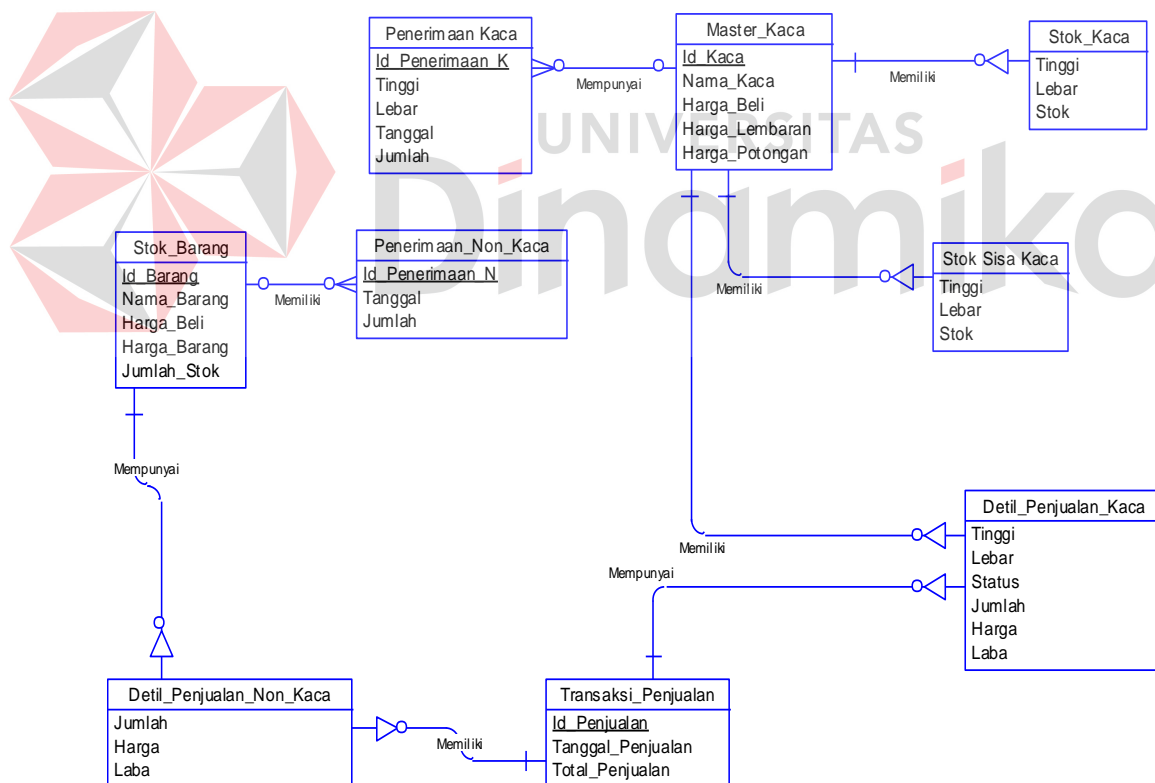 Penerimaan Kaca
Id_Penerimaan_K
Tinggi
Lebar
Tanggal
Jumlah
Mempunyai
Master_Kaca
Id_Kaca
Nama_Kaca
Harga_Beli
Harga_Lembaran
Harga_Potongan
Memiliki
Stok_Kaca
Tinggi
Lebar
Stok
UNIVERSITAS
Dinamika
Stok_Barang
Id_Barang
Nama_Barang
Harga_Beli
Harga_Barang
Jumlah_Stok
Memiliki
Penerimaan_Non_Kaca
Id_Penerimaan_N
Tanggal
Jumlah
Memiliki
Stok Sisa Kaca
Tinggi
Lebar
Stok
Mempunyai
Memiliki
Detil_Penjualan_Kaca
Tinggi
Lebar
Status
Jumlah
Harga
Laba
Mempunyai
Detil_Penjualan_Non_Kaca
Jumlah
Harga
Laba
Memiliki
Transaksi_Penjualan
Id_Penjualan
Tanggal_Penjualan
Total_Penjualan